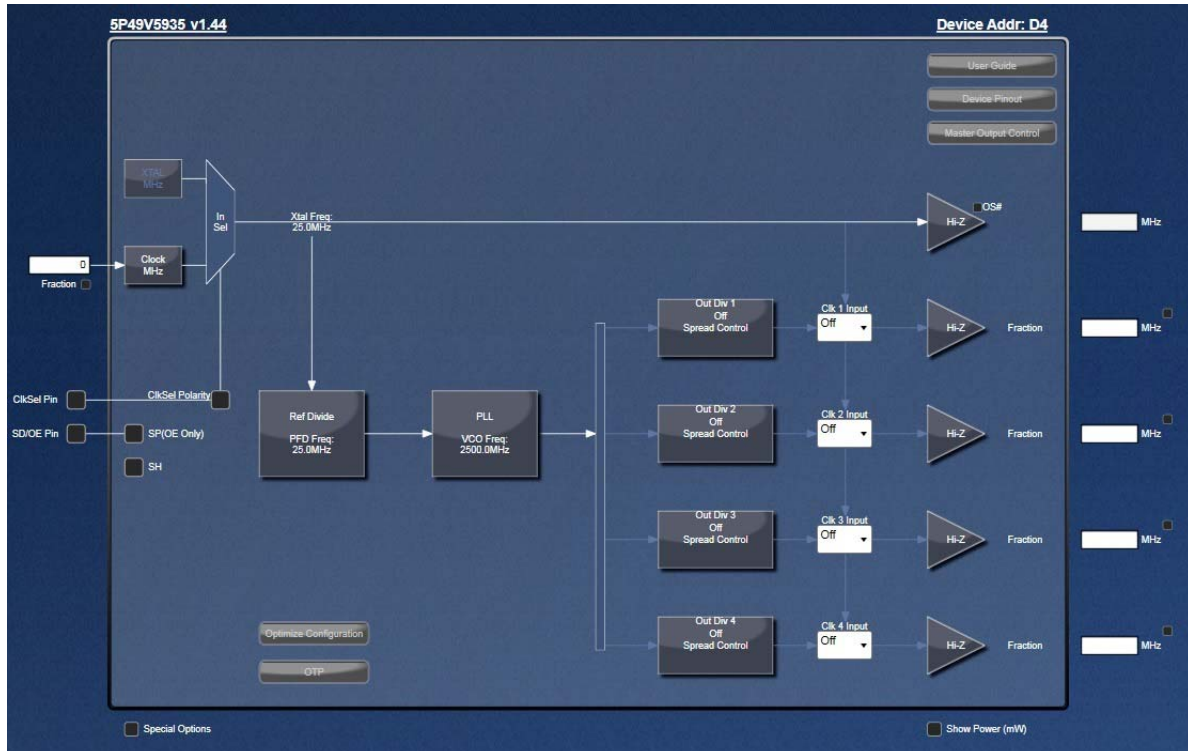 5P49V5935 v1.44
Device Addr: D4
User Guide
Device Pinout
Master Output Control
XTAL
MHz
In
Sel
Xtal Freq:
25.0MHz
OS#
Hi-Z
MHz
0
Clock
MHz
Fraction
Out Div 1
Off
Spread Control
Clk 1 Input
Off
Hi-Z
Fraction
MHz
ClkSel Pin
ClkSel Polarity
SD/OE Pin
SP(OE Only)
SH
Ref Divide
PFD Freq:
25.0MHz
PLL
VCO Freq:
2500.0MHz
Out Div 2
Off
Spread Control
Clk 2 Input
Off
Hi-Z
Fraction
MHz
Out Div 3
Off
Spread Control
Clk 3 Input
Off
Hi-Z
Fraction
MHz
Optimize Configuration
OTP
Out Div 4
Off
Spread Control
Clk 4 Input
Off
Hi-Z
Fraction
MHz
Special Options
Show Power (mW)